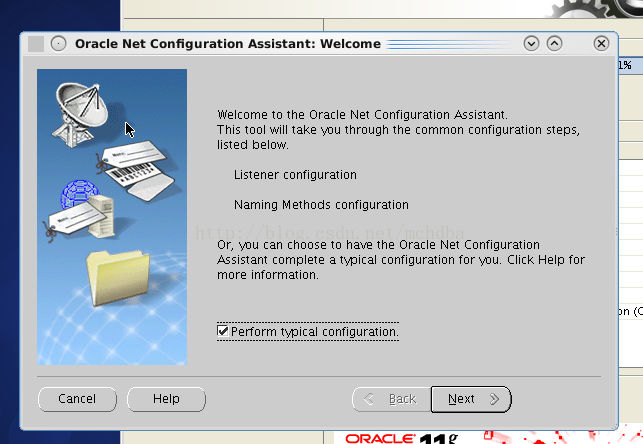 Oracle Net Configuration Assistant: Welcome
1%
Welcome to the Oracle Net Configuration Assistant.
This tool will take you through the common configuration steps,
listed below.
Listener configuration
Naming Methods configuration
http://blog.csdn.net/mchdba
Or, you can choose to have the Oracle Net Configuration
Assistant complete a typical configuration for you. Click Help for
more information.
on (O
Perform typical configuration.
Cancel
Help
Back
Next
ORACLE 11g